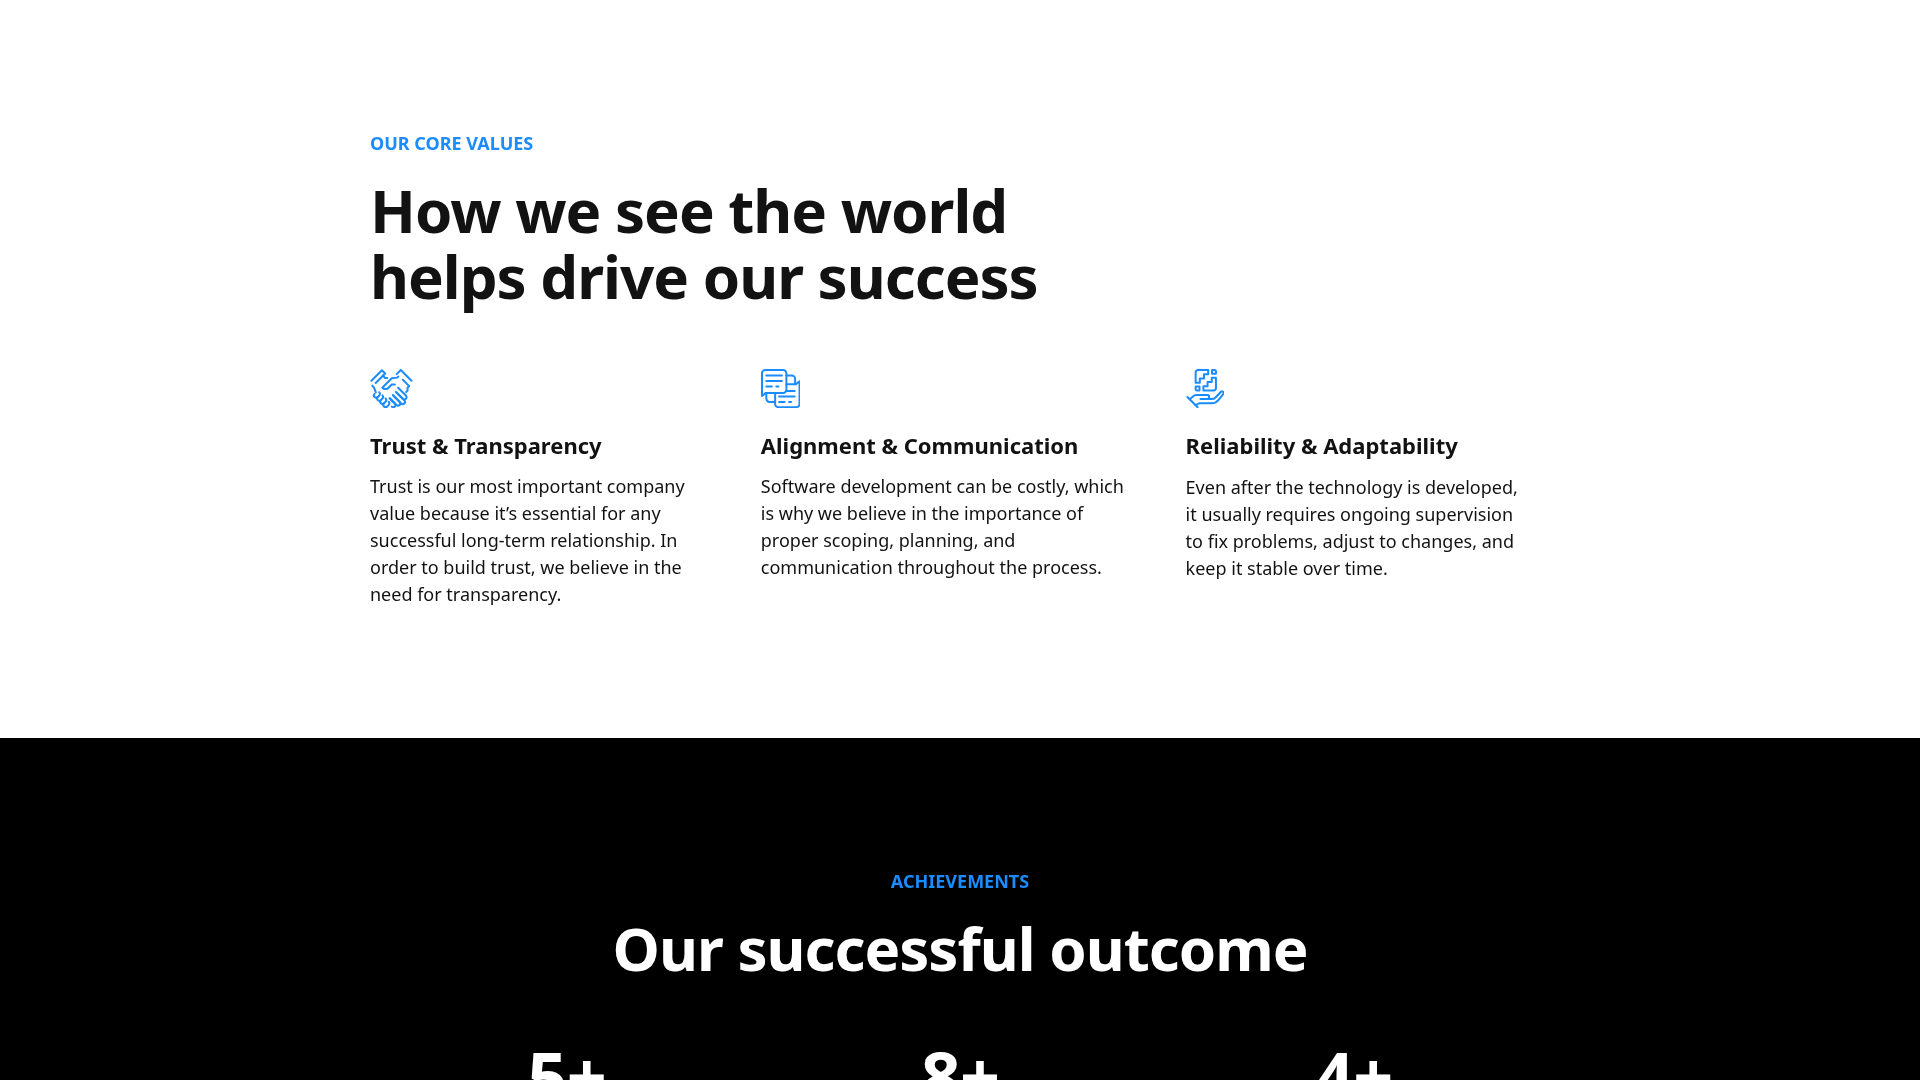 OUR CORE VALUES
How we see the world
helps drive our success
Trust & Transparency
Trust is our most important company
value because it’s essential for any
successful long-term relationship. In
order to build trust, we believe in the
need for transparency.
Alignment & Communication
Software development can be costly, which
is why we believe in the importance of
proper scoping, planning, and
communication throughout the process.
Reliability & Adaptability
Even after the technology is developed,
it usually requires ongoing supervision
to fix problems, adjust to changes, and
keep it stable over time.
ACHIEVEMENTS
Our successful outcome
5+
8+
4+